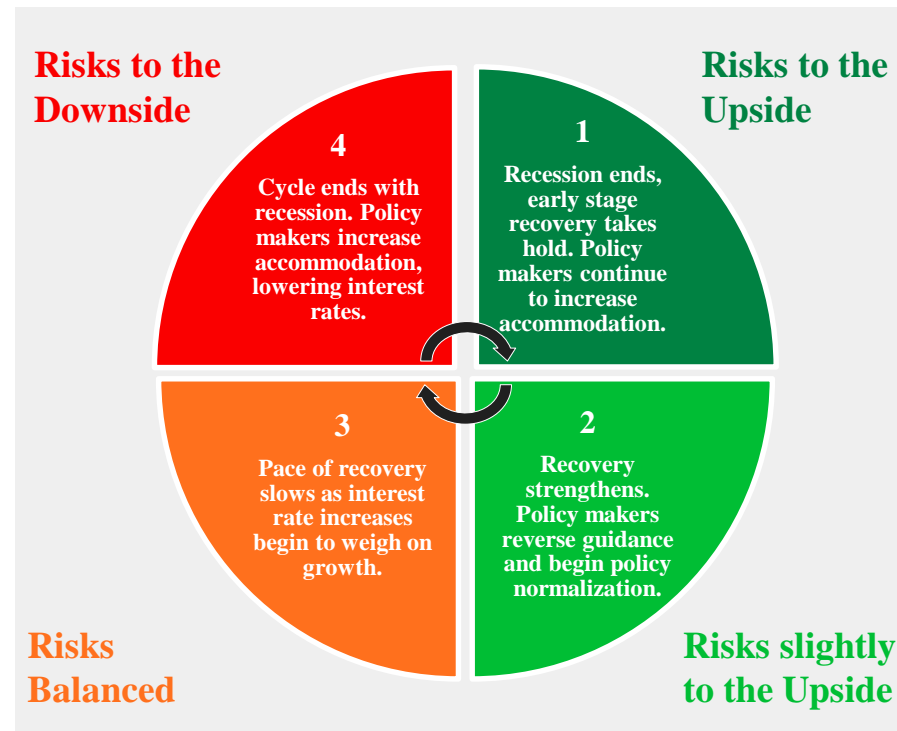 Risks to the
Downside
Risks to the
Upside
4
Cycle ends with
recession. Policy
makers increase
accommodation,
lowering interest
rates.
1
Recession ends,
early stage
recovery takes
hold. Policy
makers continue
to increase
accommodation.
3
Pace of recovery
slows as interest
rate increases
begin to weigh on
growth.
2
Recovery
strengthens.
Policy makers
reverse guidance
and begin policy
normalization.
Risks
Balanced
Risks slightly
to the Upside